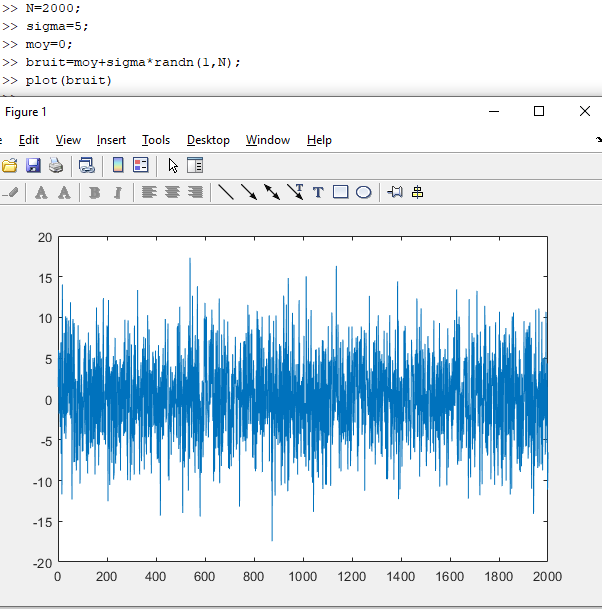 >> N=2000;
>> sigma=5;
>> moy=0;
>> bruit=moy+sigma*randn(1,N);
>> plot(bruit)
Figure 1
Edit View Insert Tools Desktop Window Help
A A B I T T
20
15
10
5
0
-5
-10
-15
-20
0 200 400 600 800 1000 1200 1400 1600 1800 2000